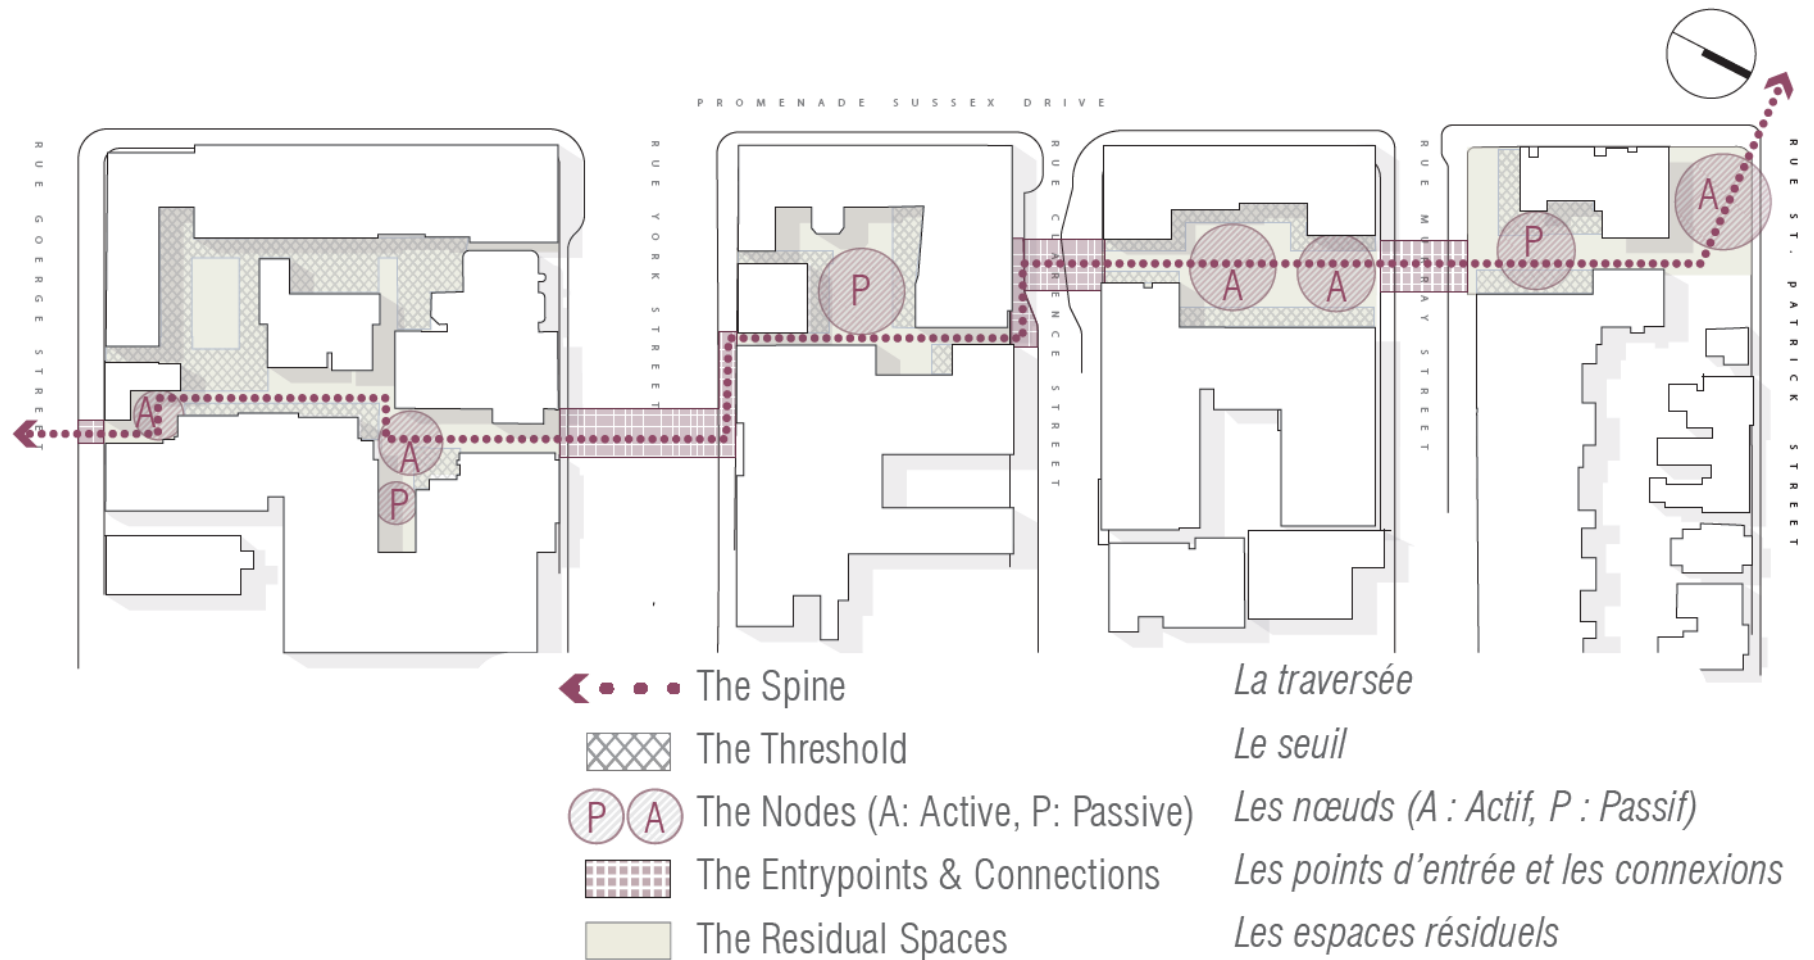 PROMENADE SUSSEX DRIVE
RUE GOERGE STREET
RUE YORK STREET
RUE CLARENCE STREET
RUE MURRAY STREET
RUE ST. PATRICK STREET
A
A
P
P
A
A
P
A
The Spine
La traversée
The Threshold
Le seuil
P A The Nodes (A: Active, P: Passive)
Les nœuds (A : Actif, P : Passif)
The Entrypoints & Connections
Les points d'entrée et les connexions
The Residual Spaces
Les espaces résiduels